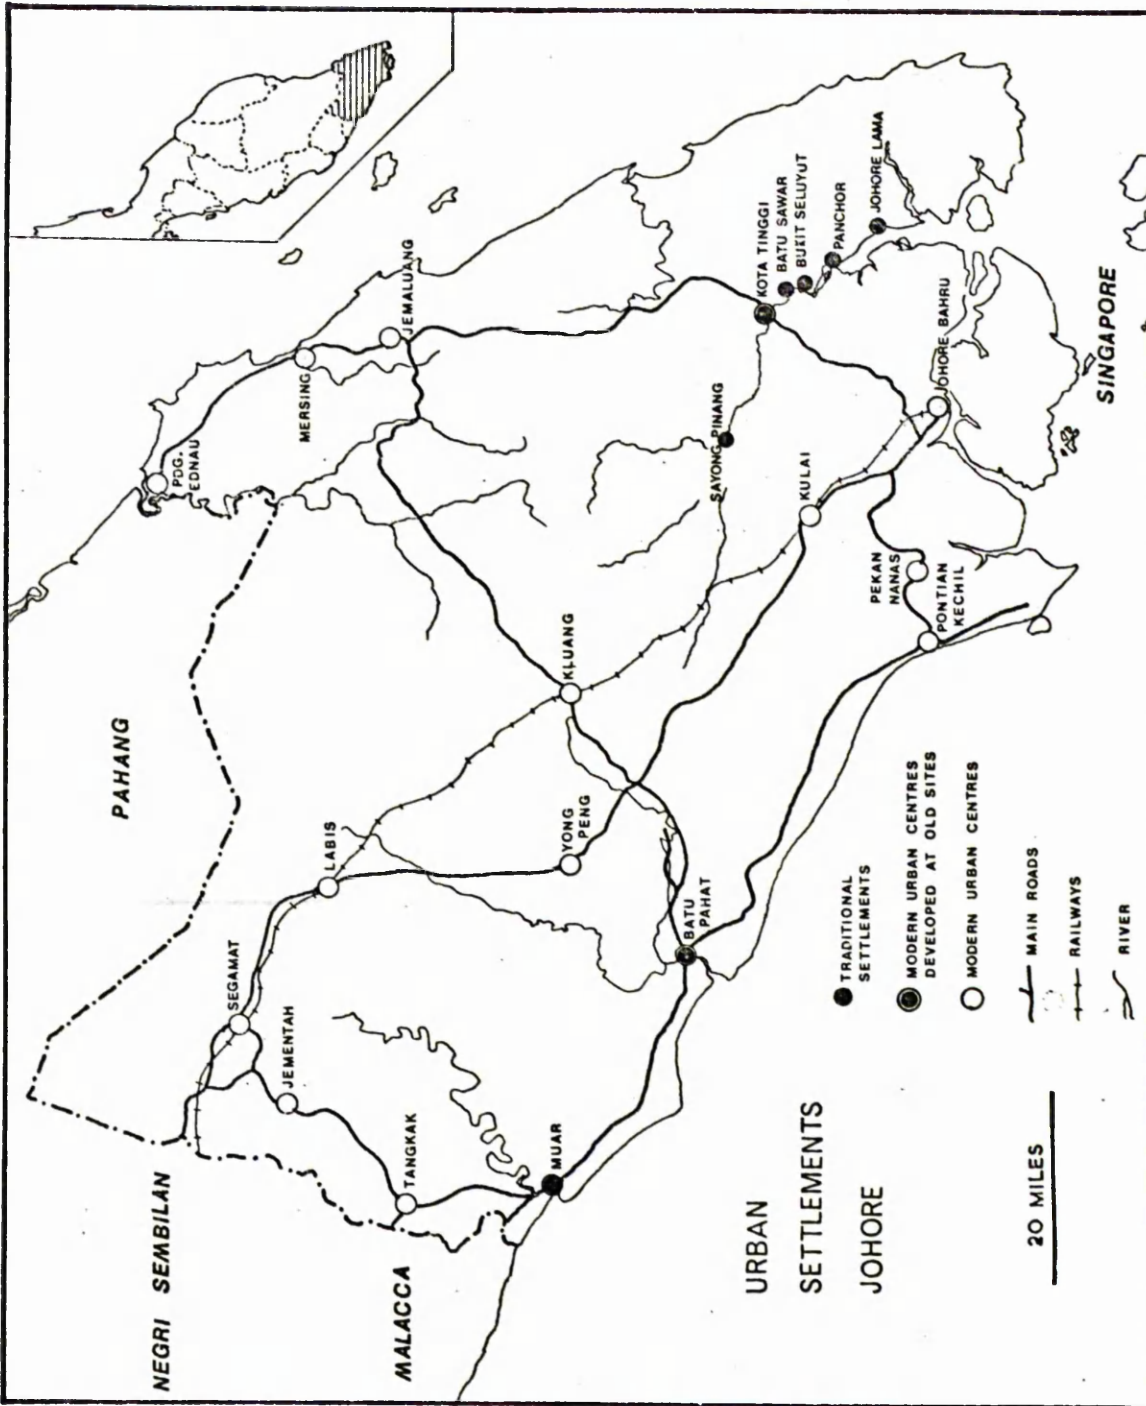 NEGRI SEMBILAN
PAHANG
MALACCA
SINGAPORE
PDG.
EDNAU
MERSING
JEMALUANG
SEGAMAT
LABIS
JEMENTAH
TANGKAK
MUAR
YONG
PENG
KLUANG
BATU
PAHAT
SAYONG PINANG
KULAI
KOTA TINGGI
BATU SAWAR
BUKIT SELUYUT
PANCHOR
JOHORE LAMA
JOHORE BAHRU
PEKAN
NANAS
PONTIAN
KECHIL
URBAN
SETTLEMENTS
JOHORE
20 MILES
TRADITIONAL
SETTLEMENTS
MODERN URBAN CENTRES
DEVELOPED AT OLD SITES
MODERN URBAN CENTRES
MAIN ROADS
RAILWAYS
RIVER